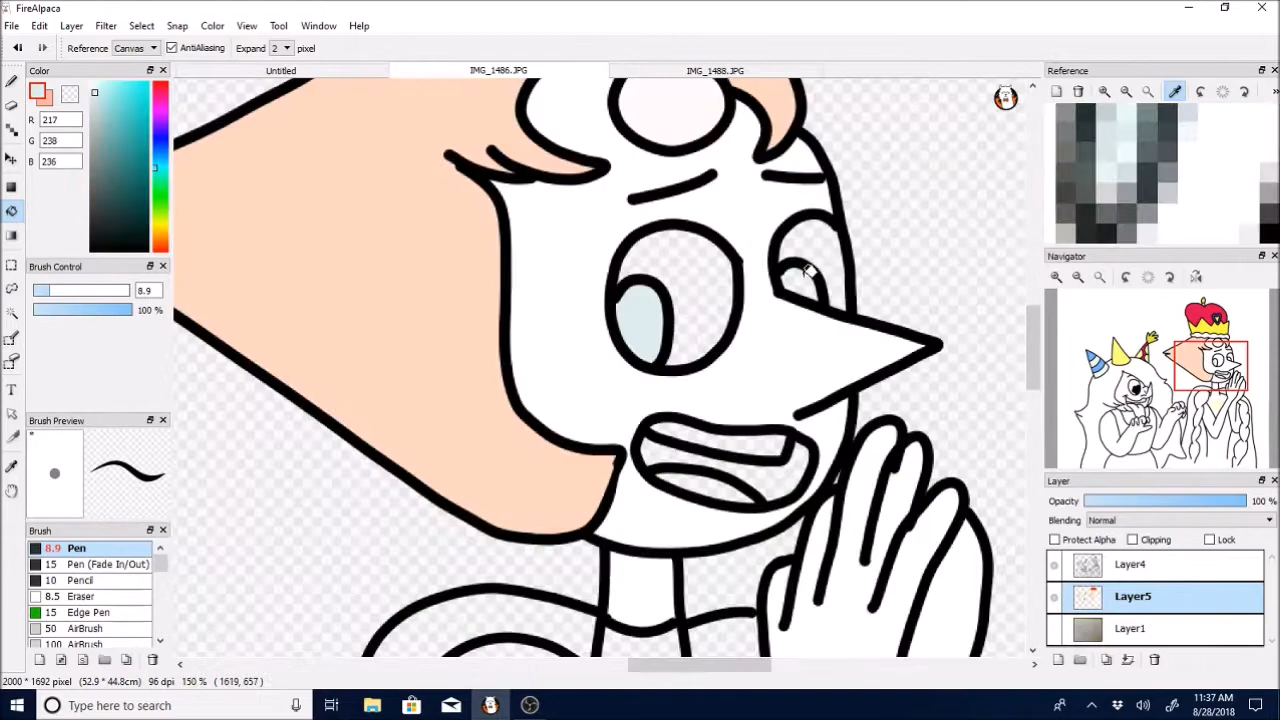 FireAlpaca
File Edit Layer Filter Select Snap Color View Tool Window Help
Reference Canvas AntiAliasing Expand 2 pixel
Color
Untitled IMG_1486.JPG IMG_1488.JPG
Reference
R 217
G 238
B 236
Brush Control
8.9
100 %
Navigator
Brush Preview
Layer
Opacity 100 %
Blending Normal
Protect Alpha Clipping Lock
Brush
8.9 Pen
15 Pen (Fade In/Out)
10 Pencil
8.5 Eraser
15 Edge Pen
50 AirBrush
100 AirBrush
Layer4
Layer5
Layer1
2000 * 1692 pixel (52.9 * 44.8cm) 96 dpi 150 % ( 1619, 657 )
Type here to search
11:37 AM
8/28/2018